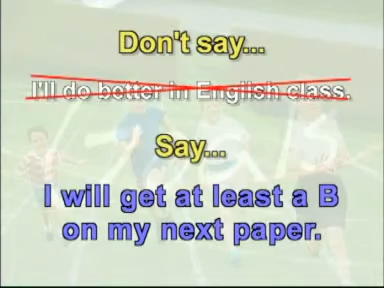 Don't say...
I'll do better in English class.
Say...
I will get at least a B
on my next paper.